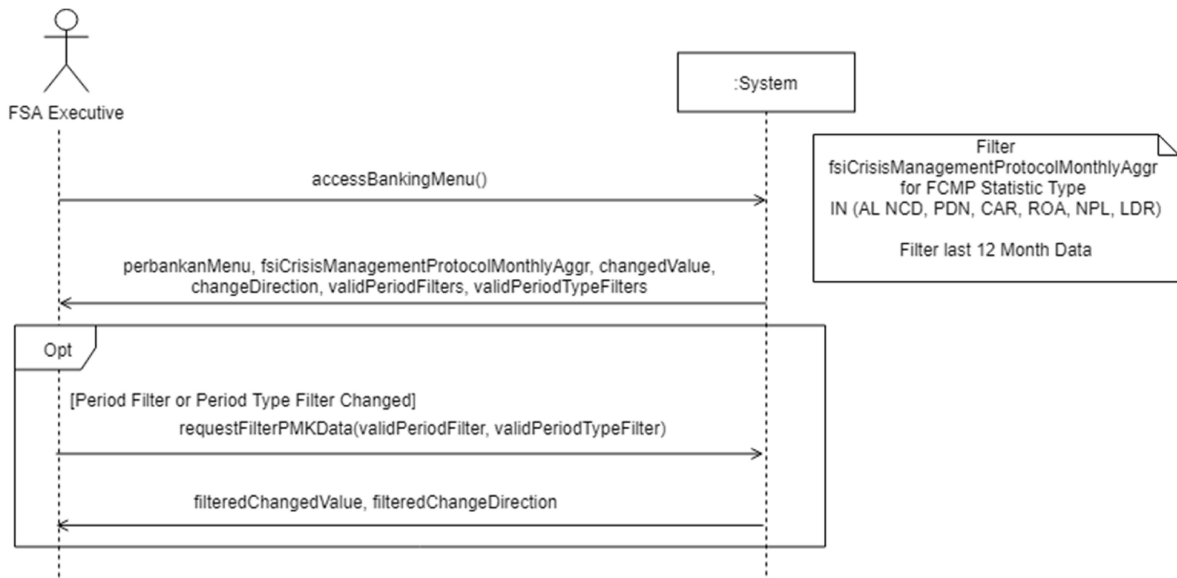 FSA Executive
:System
Filter
fsiCrisisManagementProtocolMonthlyAggr
for FCMP Statistic Type
IN (AL NCD, PDN, CAR, ROA, NPL, LDR)
Filter last 12 Month Data
accessBankingMenu()
perbankanMenu, fsiCrisisManagementProtocolMonthlyAggr, changedValue,
changeDirection, validPeriodFilters, validPeriodTypeFilters
Opt
[Period Filter or Period Type Filter Changed]
requestFilterPMKData(validPeriodFilter, validPeriodTypeFilter)
filteredChangedValue, filteredChangeDirection